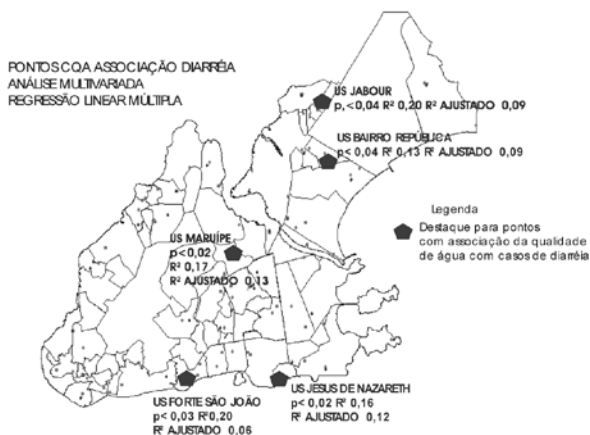 PONTOS CQA ASSOCIAÇÃO DIARRÉIA
ANÁLISE MULTIVARIADA
REGRESSÃO LINEAR MÚLTIPLA
US JABOUR
p,<0,04 R² 0,20 R² AJUSTADO 0,09
US BAIRRO REPÚBLICA
p< 0,04 R² 0,13 R² AJUSTADO 0,09
Legenda
Destaque para pontos
com associação da qualidade
de água com casos de diarréia
US MARUÍPE
p<0,02
R² 0,17
R² AJUSTADO 0,13
US FORTE SÃO JOÃO
p< 0,03 R² 0,20
R² AJUSTADO 0,06
US JESUS DE NAZARETH
p< 0,02 R² 0,16
R² AJUSTADO 0,12